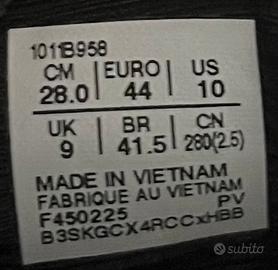 1011B958
CM | EURO | US
28.0 | 44 | 10
UK | BR | CN
9 | 41.5 | 280(2.5)
MADE IN VIETNAM
FABRIQUE AU VIETNAM
F450225 PV
B3SKGCX4RCCxHBB
subito